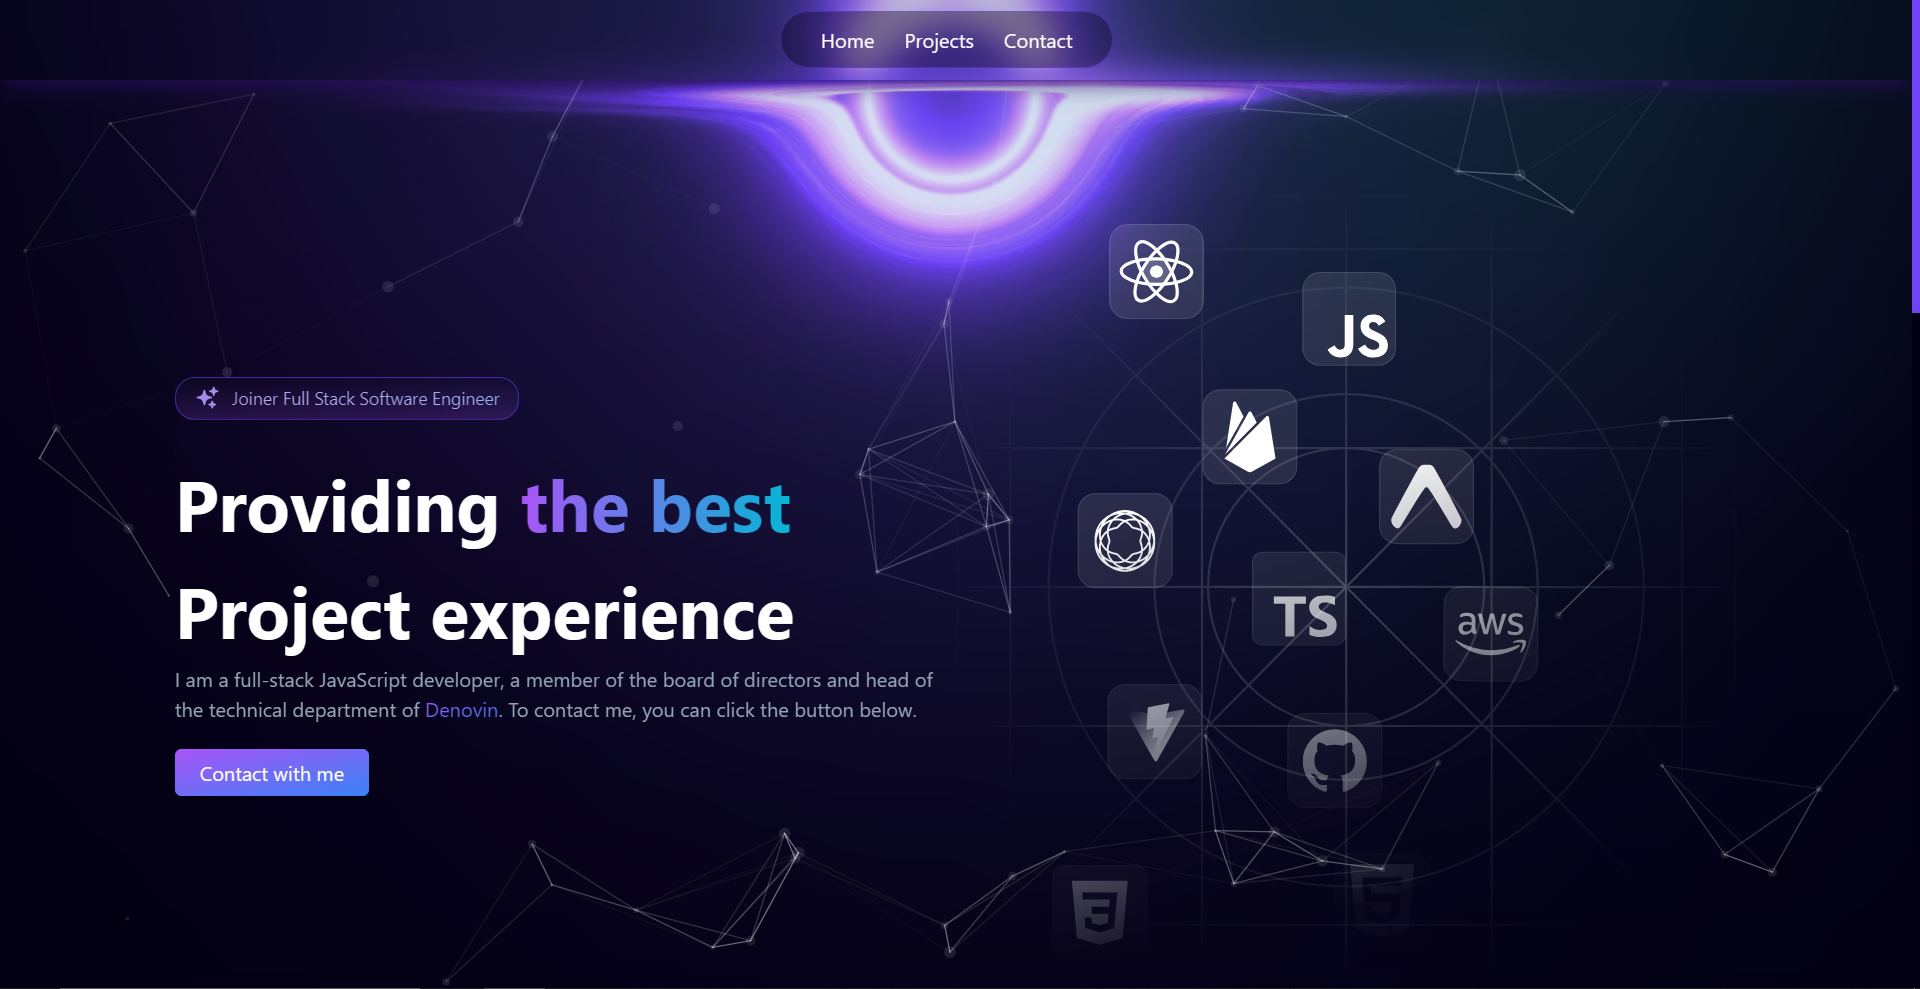 Home Projects Contact
JS
Joiner Full Stack Software Engineer
Providing the best
Project experience
TS
aws
I am a full-stack JavaScript developer, a member of the board of directors and head of
the technical department of Denovin. To contact me, you can click the button below.
Contact with me
3
5